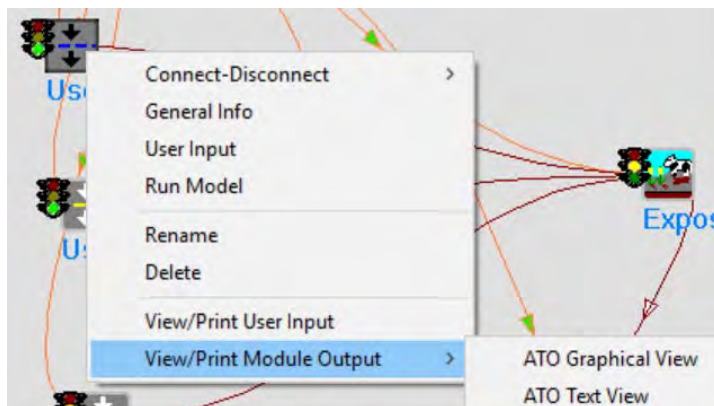 Connect-Disconnect
General Info
User Input
Run Model
Rename
Delete
View/Print User Input
View/Print Module Output
ATO Graphical View
ATO Text View